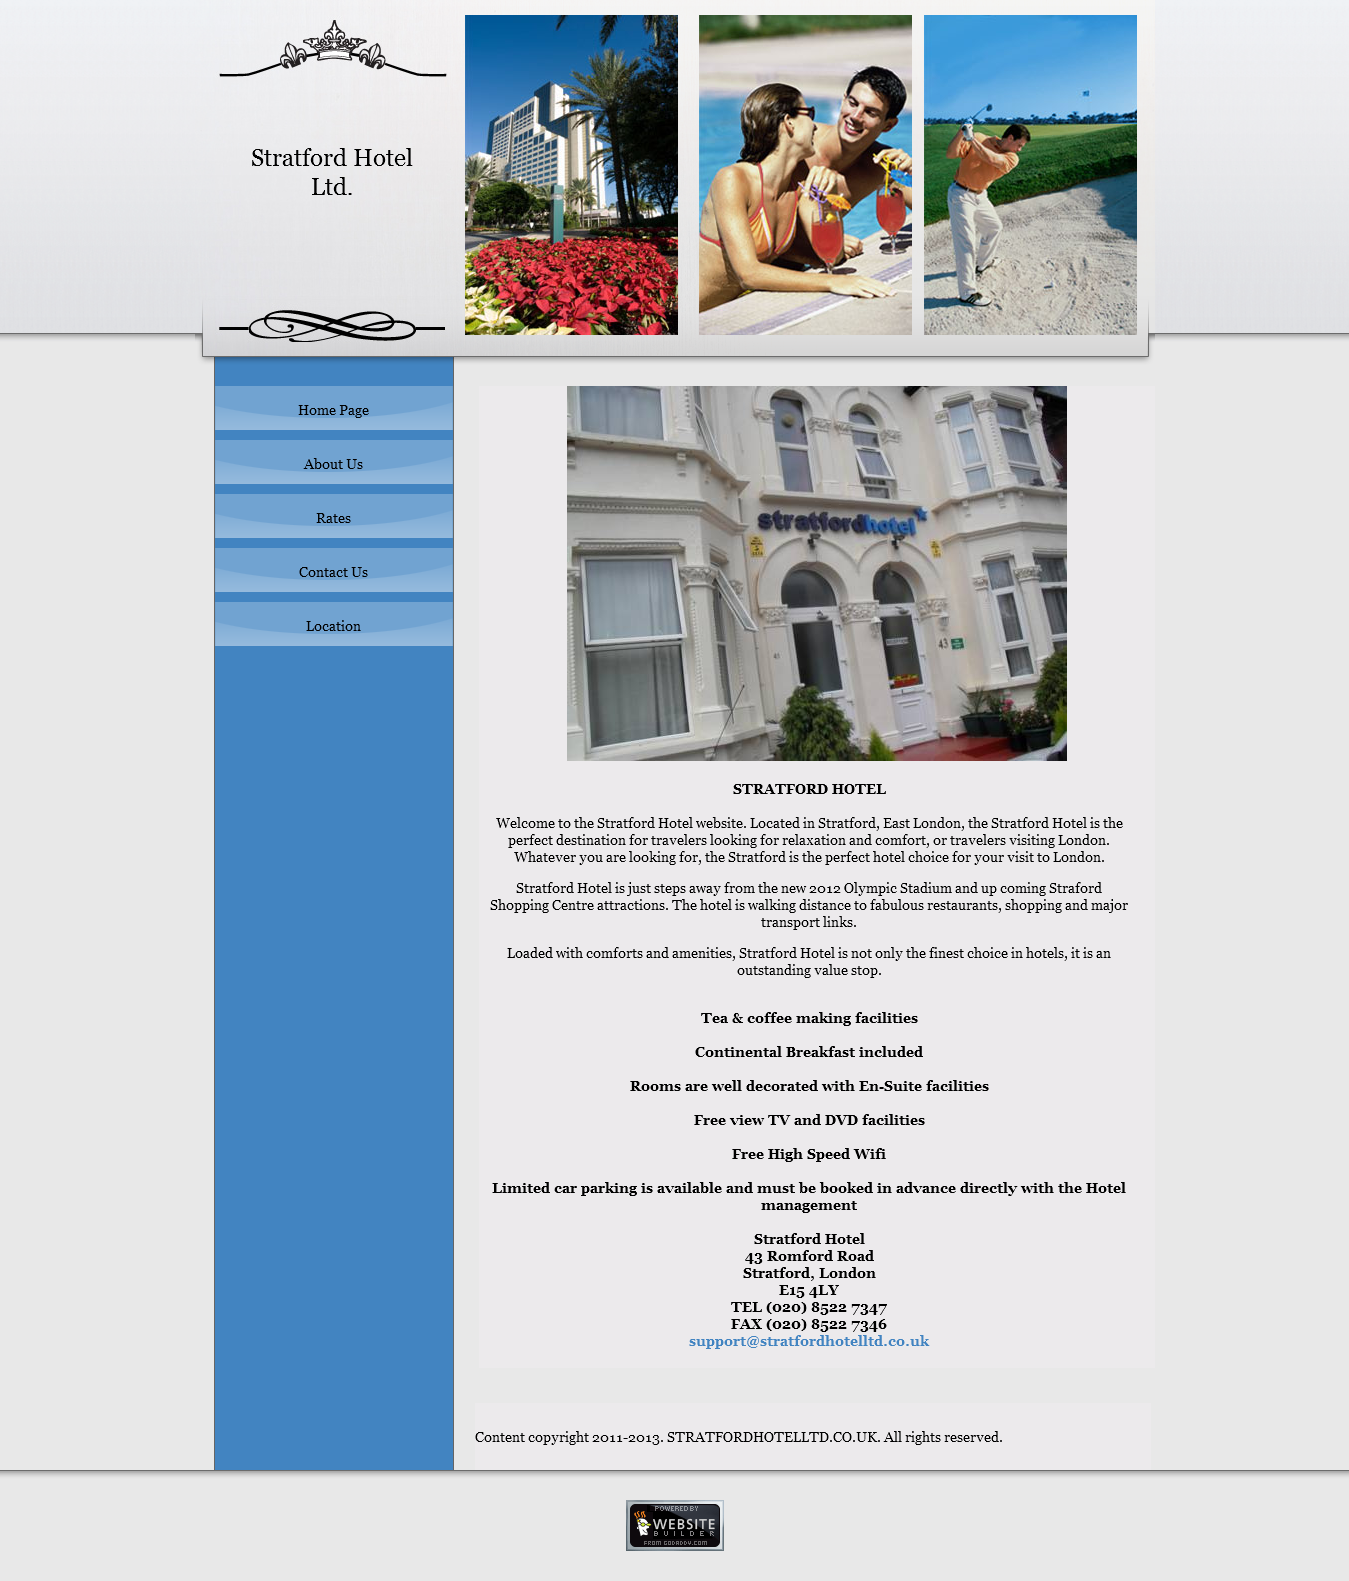 Stratford Hotel
Ltd.
Home Page
About Us
Rates
Contact Us
Location
stratfordhotel
41
43
STRATFORD HOTEL
Welcome to the Stratford Hotel website. Located in Stratford, East London, the Stratford Hotel is the
perfect destination for travelers looking for relaxation and comfort, or travelers visiting London.
Whatever you are looking for, the Stratford is the perfect hotel choice for your visit to London.
Stratford Hotel is just steps away from the new 2012 Olympic Stadium and up coming Straford
Shopping Centre attractions. The hotel is walking distance to fabulous restaurants, shopping and major
transport links.
Loaded with comforts and amenities, Stratford Hotel is not only the finest choice in hotels, it is an
outstanding value stop.
Tea & coffee making facilities
Continental Breakfast included
Rooms are well decorated with En-Suite facilities
Free view TV and DVD facilities
Free High Speed Wifi
Limited car parking is available and must be booked in advance directly with the Hotel
management
Stratford Hotel
43 Romford Road
Stratford, London
E15 4LY
TEL (020) 8522 7347
FAX (020) 8522 7346
support@stratfordhotelltd.co.uk
Content copyright 2011-2013. STRATFORDHOTELLTD.CO.UK. All rights reserved.
POWERED BY
WEBSITE
BUILDER
FROM GODADDY.COM